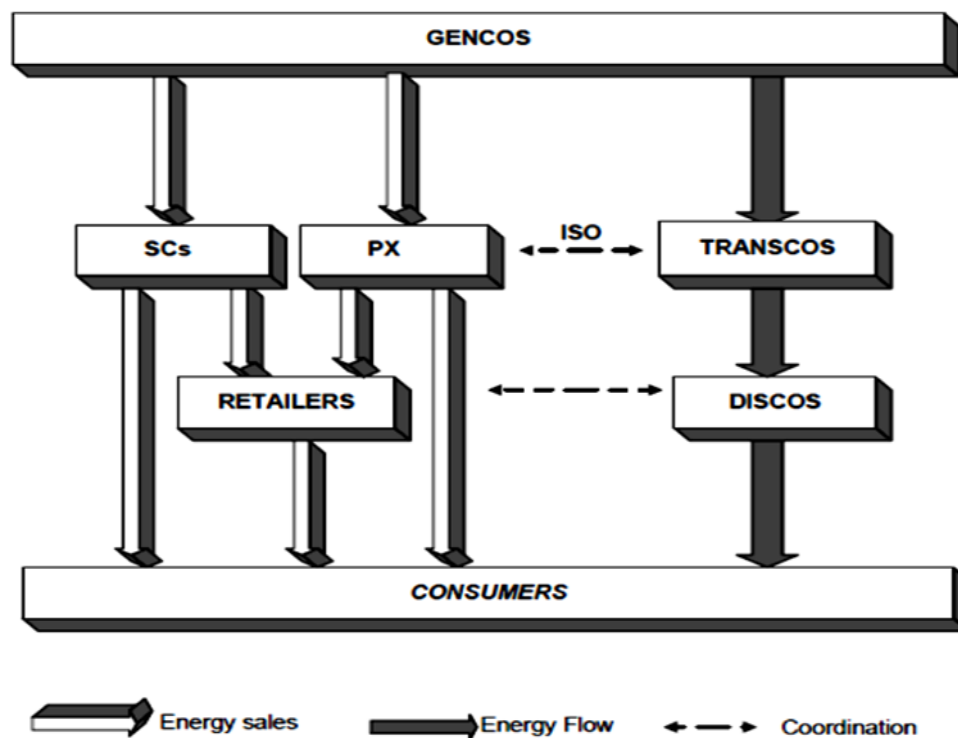 GENCOS
SCs
PX
ISO
TRANSCOS
RETAILERS
DISCOS
CONSUMERS
Energy sales
Energy Flow
Coordination